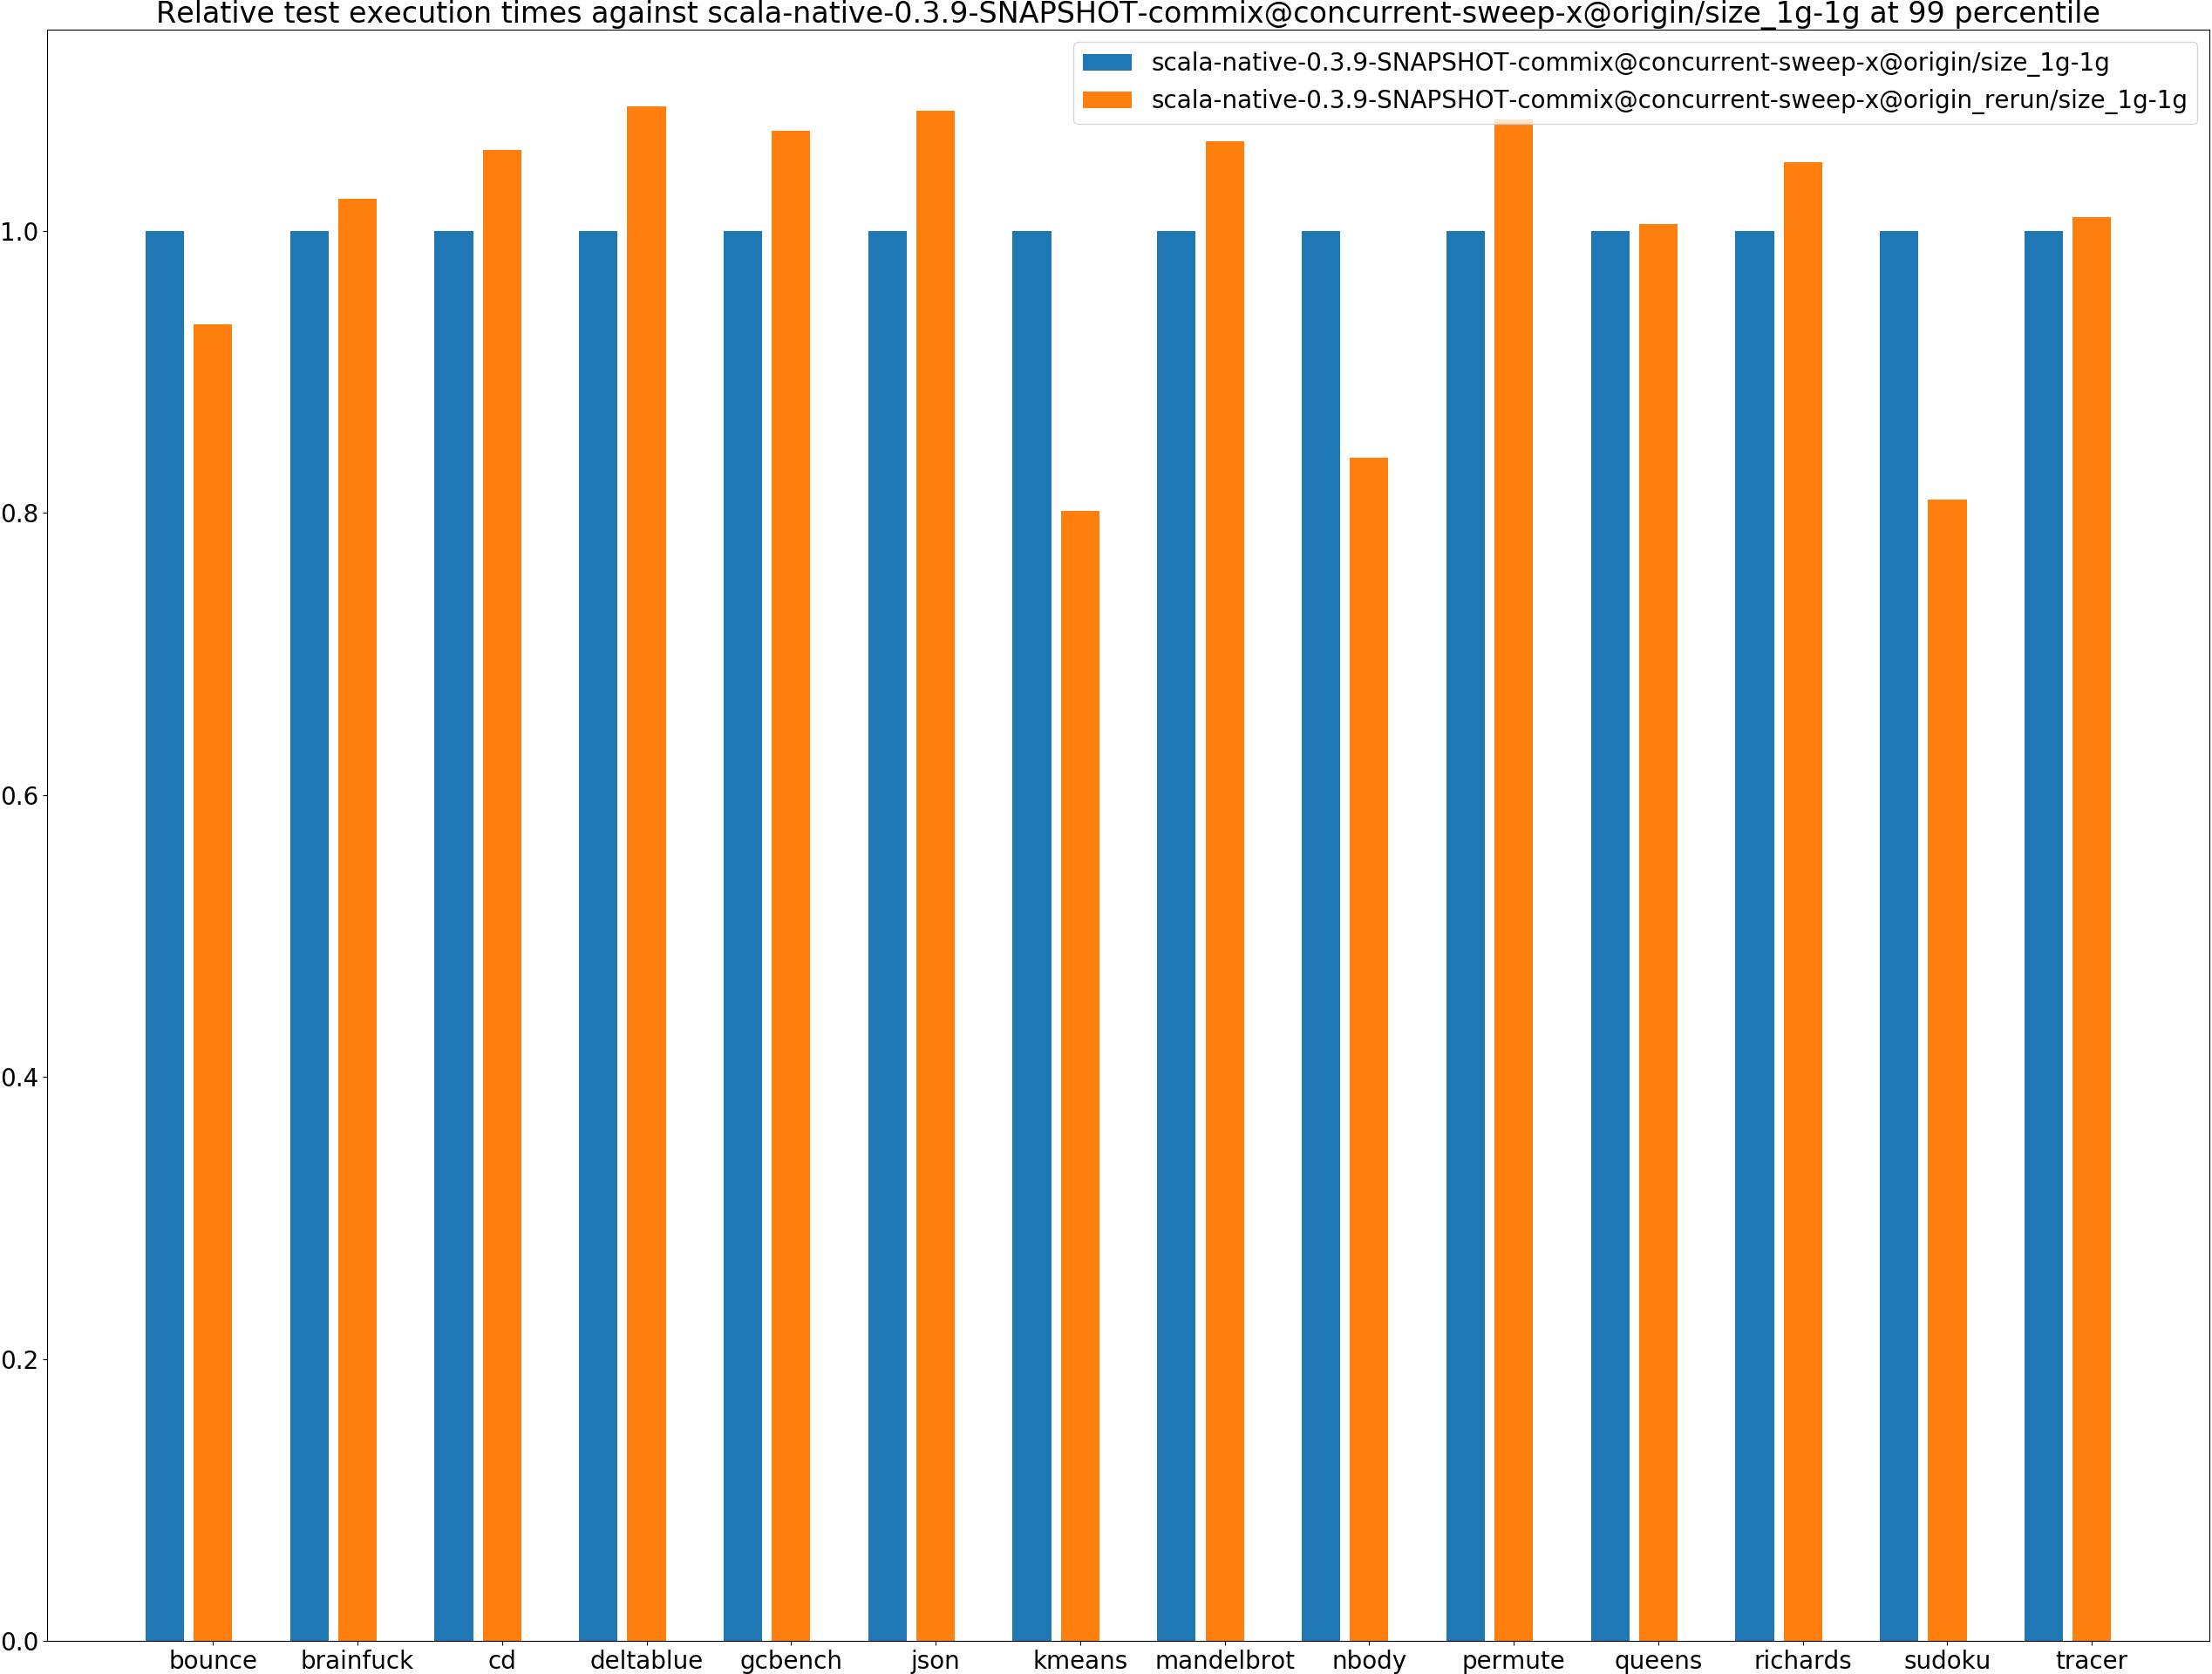 Relative test execution times against scala-native-0.3.9-SNAPSHOT-commix@concurrent-sweep-x@origin/size_1g-1g at 99 percentile
scala-native-0.3.9-SNAPSHOT-commix@concurrent-sweep-x@origin/size_1g-1g
scala-native-0.3.9-SNAPSHOT-commix@concurrent-sweep-x@origin_rerun/size_1g-1g
1.0
0.8
0.6
0.4
0.2
0.0
bounce brainfuck cd deltablue gcbench json kmeans mandelbrot nbody permute queens richards sudoku tracer